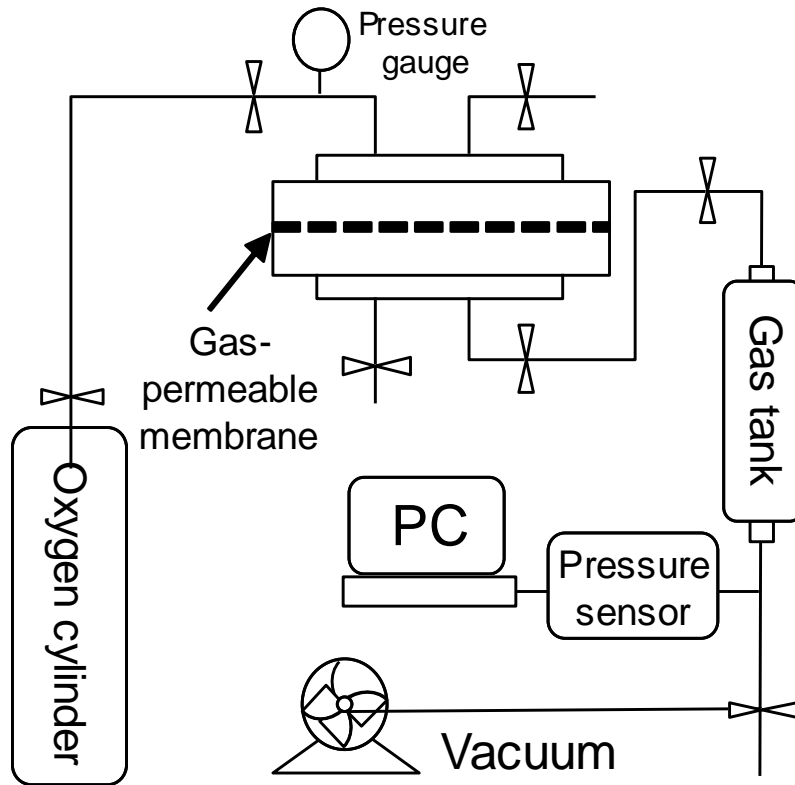 Pressure
gauge
Gas-
permeable
membrane
Gas tank
Oxygen cylinder
PC
Pressure
sensor
Vacuum